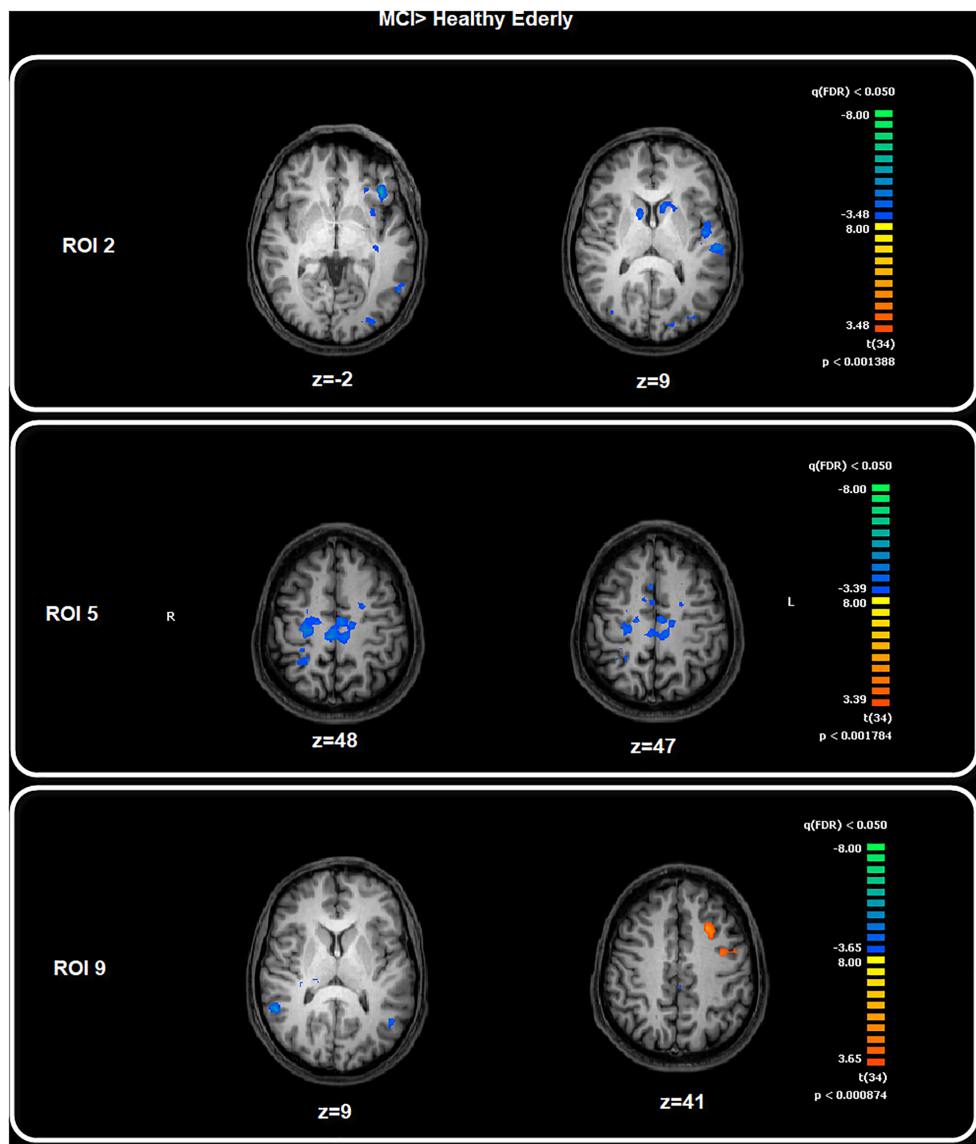 MCI> Healthy Ederly
q(FDR) < 0.050
-8.00
-3.48
8.00
3.48
t(34)
p < 0.001388
ROI 2
z=-2
z=9
q(FDR) < 0.050
-8.00
-3.39
8.00
3.39
t(34)
p < 0.001784
ROI 5
R
L
z=48
z=47
q(FDR) < 0.050
-8.00
-3.65
8.00
3.65
t(34)
p < 0.000874
ROI 9
z=9
z=41